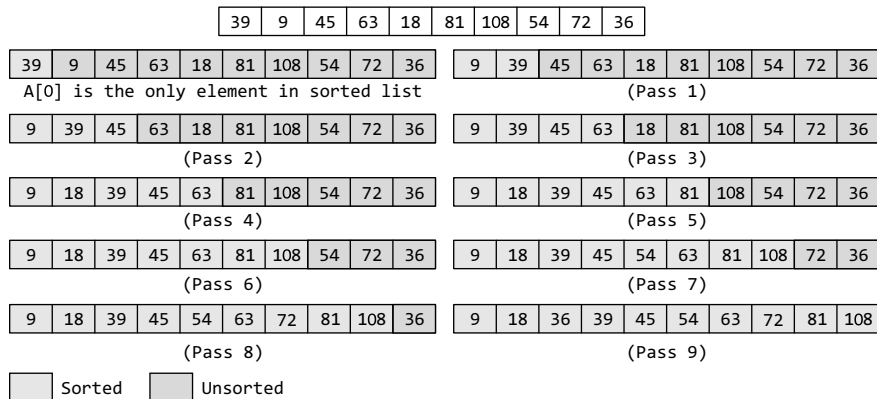 39 9 45 63 18 81 108 54 72 36
39 9 45 63 18 81 108 54 72 36
A[O] is the only element in sorted list
9 39 45 63 18 81 108 54 72 36
(Pass 1)
9 39 45 63 18 81 108 54 72 36
(Pass 2)
9 39 45 63 18 81 108 54 72 36
(Pass 3)
9 18 39 45 63 81 108 54 72 36
(Pass 4)
9 18 39 45 63 81 108 54 72 36
(Pass 5)
9 18 39 45 63 81 108 54 72 36
(Pass 6)
9 18 39 45 54 63 81 108 72 36
(Pass 7)
9 18 39 45 54 63 72 81 108 36
(Pass 8)
9 18 36 39 45 54 63 72 81 108
(Pass 9)
Sorted
Unsorted